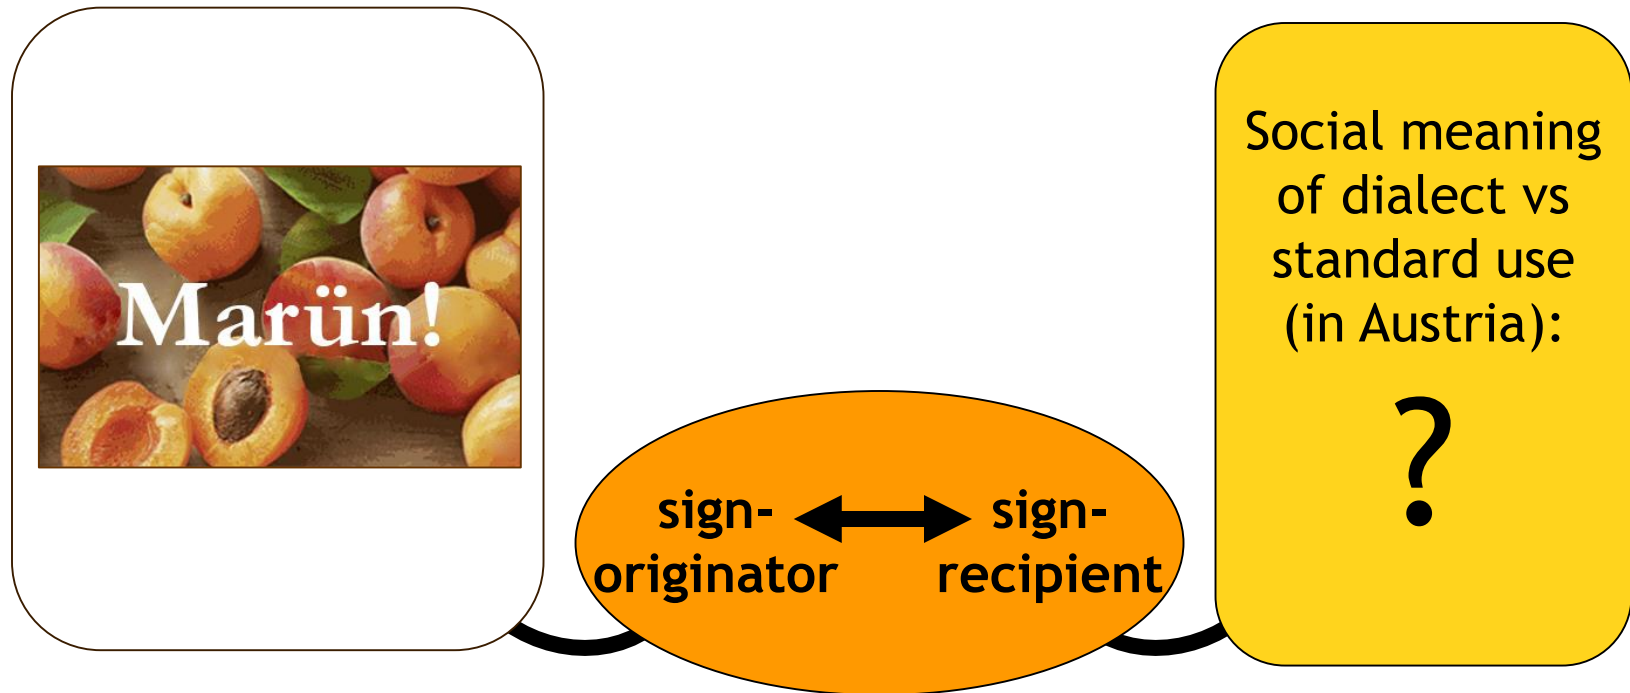 Marün!
sign-
originator
sign-
recipient
Social meaning
of dialect vs
standard use
(in Austria):
?